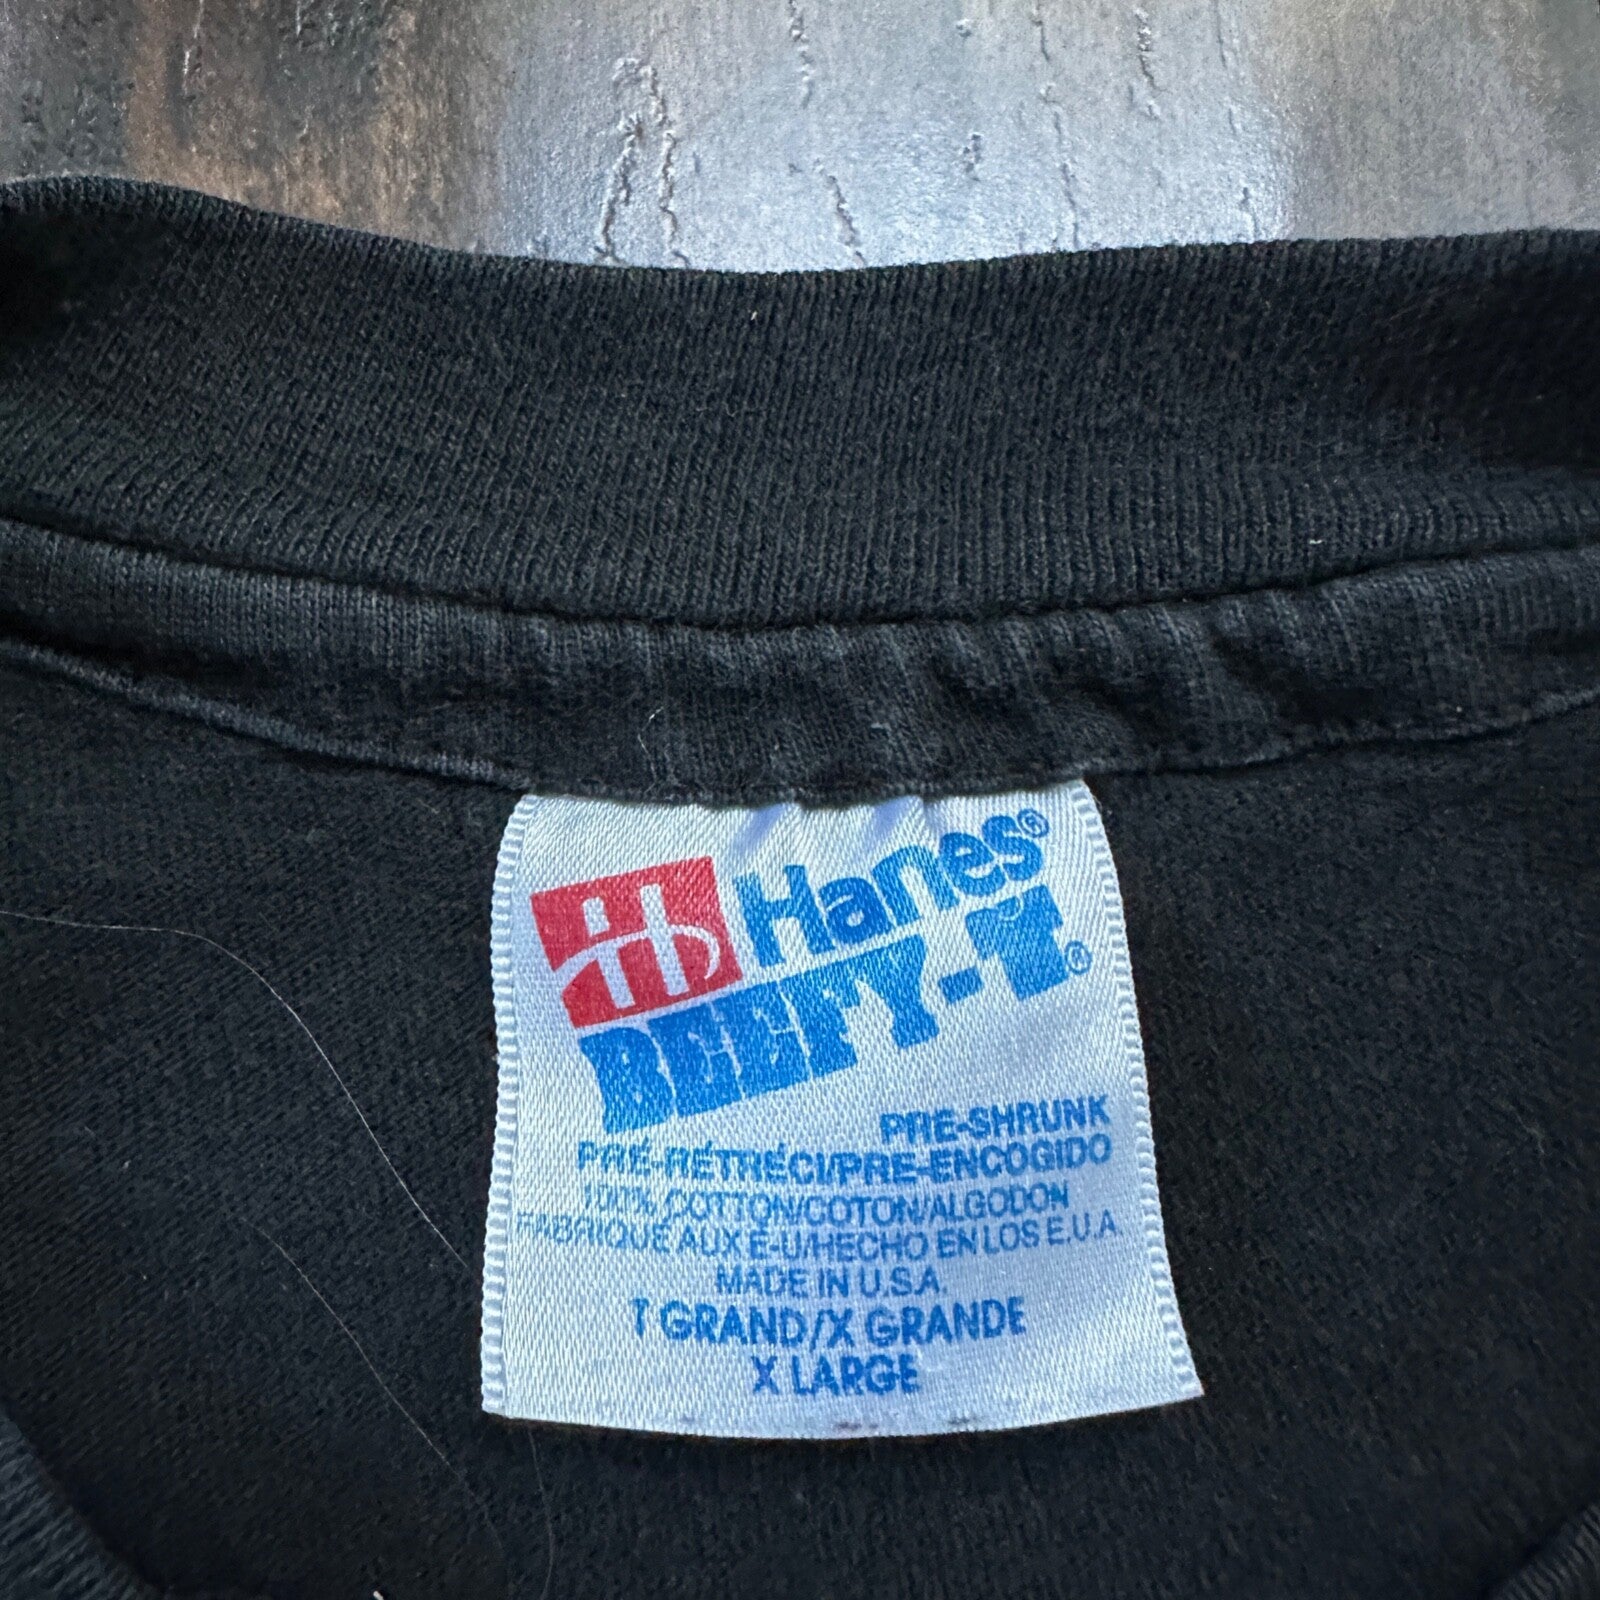 Hanes®
BEEFY-T®
PRE-SHRUNK
PRÉ-RÉTRÉCI/PRE-ENCOGIDO
100% COTTON/COTON/ALGODON
FABRIQUÉ AUX É-U/HECHO EN LOS E.U.A.
MADE IN U.S.A.
T GRAND/X GRANDE
X LARGE